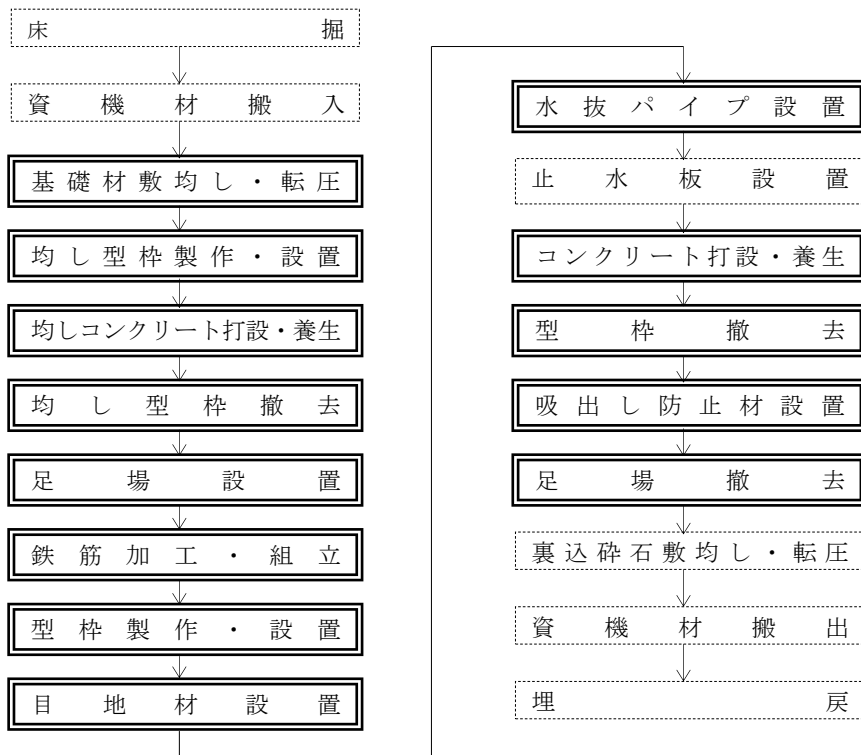 床掘
資機材搬入
基礎材敷均し・転圧
均し型枠製作・設置
均しコンクリート打設・養生
均し型枠撤去
足場設置
鉄筋加工・組立
型枠製作・設置
目地材設置
水抜パイプ設置
止水板設置
コンクリート打設・養生
型枠撤去
吸出し防止材設置
足場撤去
裏込砕石敷均し・転圧
資機材搬出
埋戻